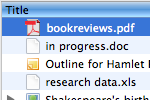 Title
bookreviews.pdf
in progress.doc
Outline for Hamlet
research data.xls
Shakespeare's birth